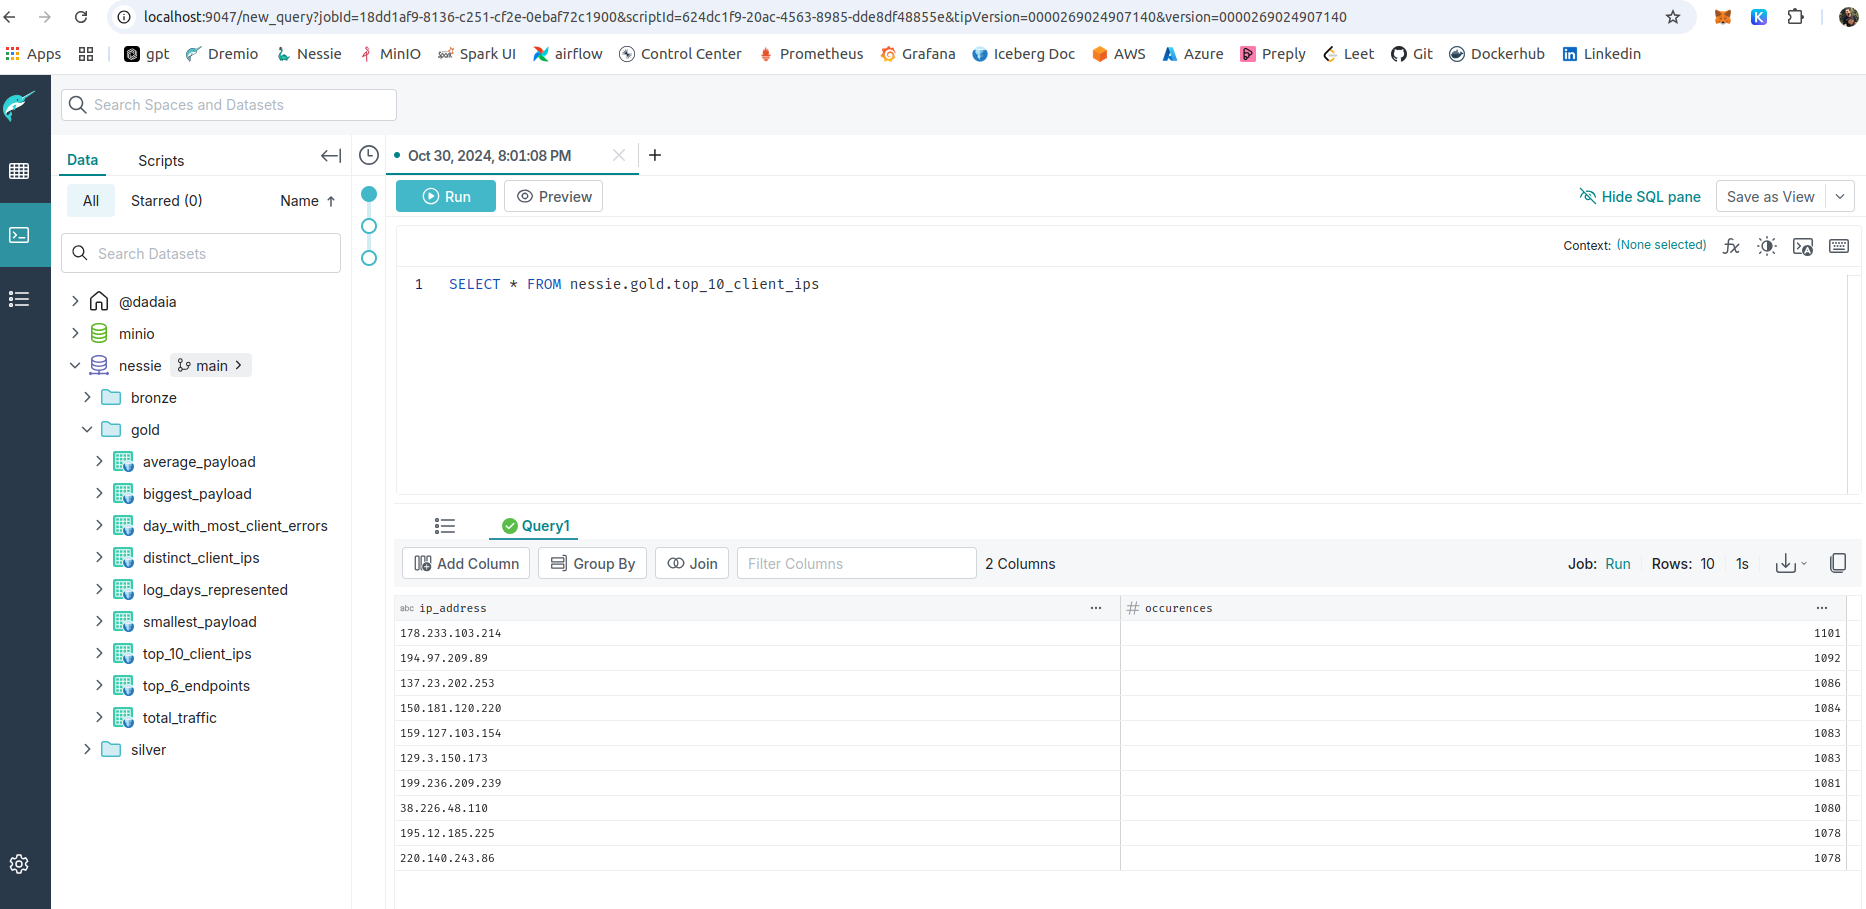 localhost:9047/new_query?jobId=18dd1af9-8136-c251-cf2e-0ebaf72c1900&scriptId=624dc1f9-20ac-4563-8985-dde8df48855e&tipVersion=0000269024907140&version=0000269024907140
Apps gpt Dremio Nessie MinIO Spark UI airflow Control Center Prometheus Grafana Iceberg Doc AWS Azure Preply Leet Git Dockerhub Linkedin
Search Spaces and Datasets
Data Scripts
Oct 30, 2024, 8:01:08 PM
All Starred (0) Name
Run Preview Hide SQL pane Save as View
Search Datasets
Context: (None selected)
1 SELECT * FROM nessie.gold.top_10_client_ips
@dadaia
minio
nessie main
bronze
gold
average_payload
biggest_payload
day_with_most_client_errors
distinct_client_ips
log_days_represented
smallest_payload
top_10_client_ips
top_6_endpoints
total_traffic
silver
Query1
Add Column Group By Join Filter Columns 2 Columns Job: Run Rows: 10 1s
abc ip_address ... # occurences ...
178.233.103.214 1101
194.97.209.89 1092
137.23.202.253 1086
150.181.120.220 1084
159.127.103.154 1083
129.3.150.173 1083
199.236.209.239 1081
38.226.48.110 1080
195.12.185.225 1078
220.140.243.86 1078